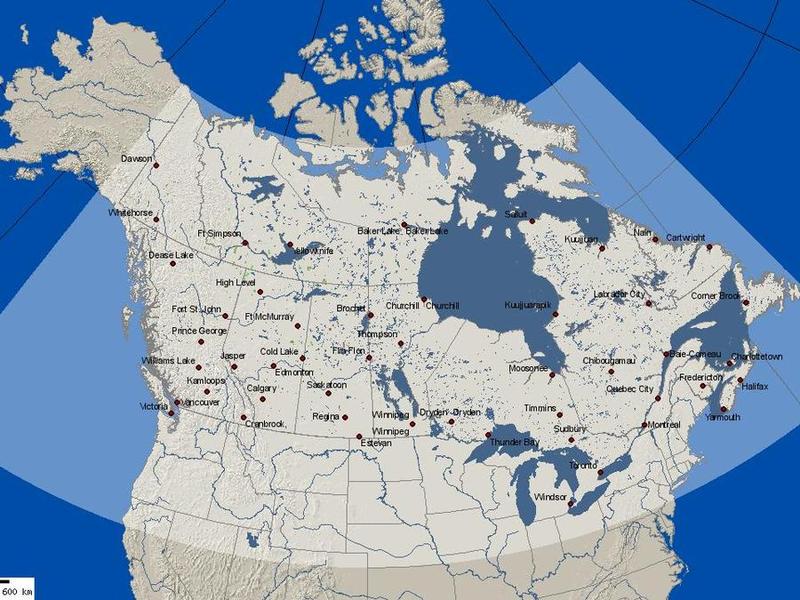 Dawson
Whitehorse
Dease Lake
Ft Simpson
Yellowknife
Baker Lake Baker Lake
Salluit
Kuujjuaq
Nain
Cartwright
High Level
Fort St. John
Ft McMurray
Brochet
Churchill Churchill
Kuujjuarapik
Labrador City
Corner Brook
Prince George
Thompson
Williams Lake
Jasper
Cold Lake
Flin Flon
Edmonton
Moosonee
Chibougamau
Baie-Comeau
Charlottetown
Kamloops
Calgary
Saskatoon
Quebec City
Fredericton
Halifax
Victoria
Vancouver
Cranbrook
Regina
Winnipeg
Winnipeg
Dryden Dryden
Timmins
Yarmouth
Estevan
Thunder Bay
Sudbury
Montreal
Toronto
Windsor
600 km